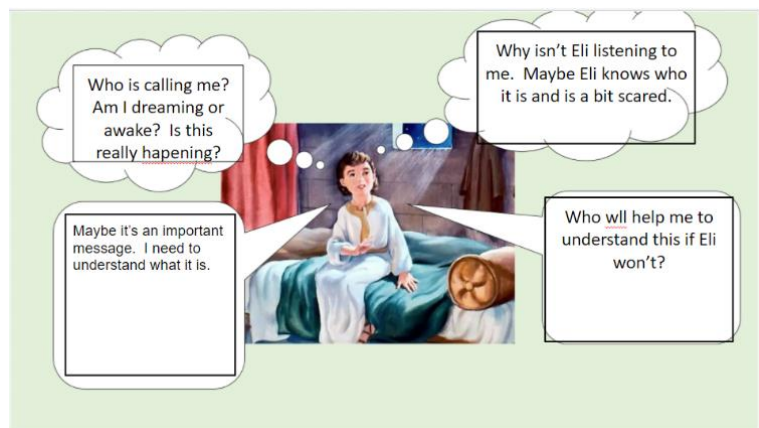 Who is calling me?
Am I dreaming or
awake? Is this
really hapening?
Why isn't Eli listening to
me. Maybe Eli knows who
it is and is a bit scared.
Maybe it's an important
message. I need to
understand what it is.
Who wll help me to
understand this if Eli
won't?